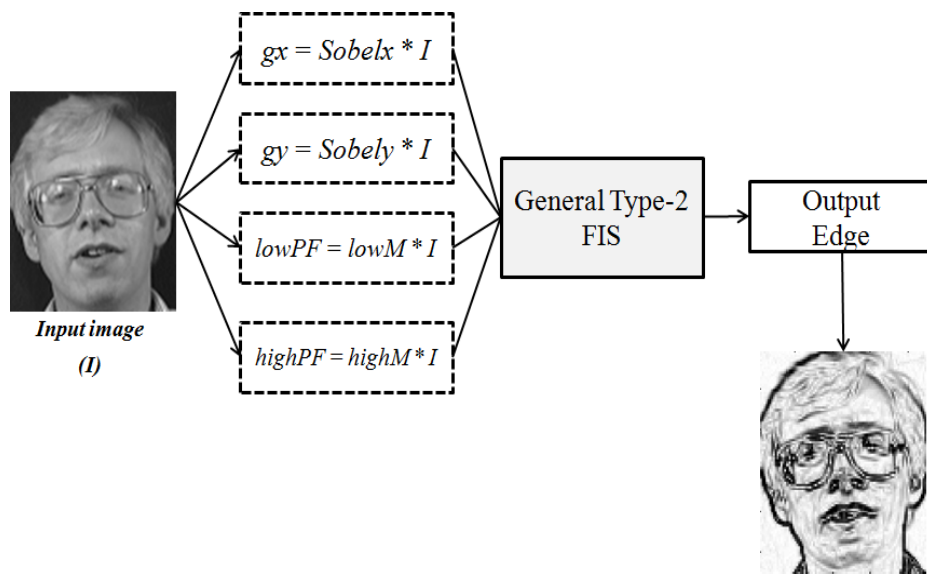 gx = Sobelx * I
gy = Sobely * I
lowPF = lowM * I
highPF = highM * I
Input image
(I)
General Type-2
FIS
Output
Edge